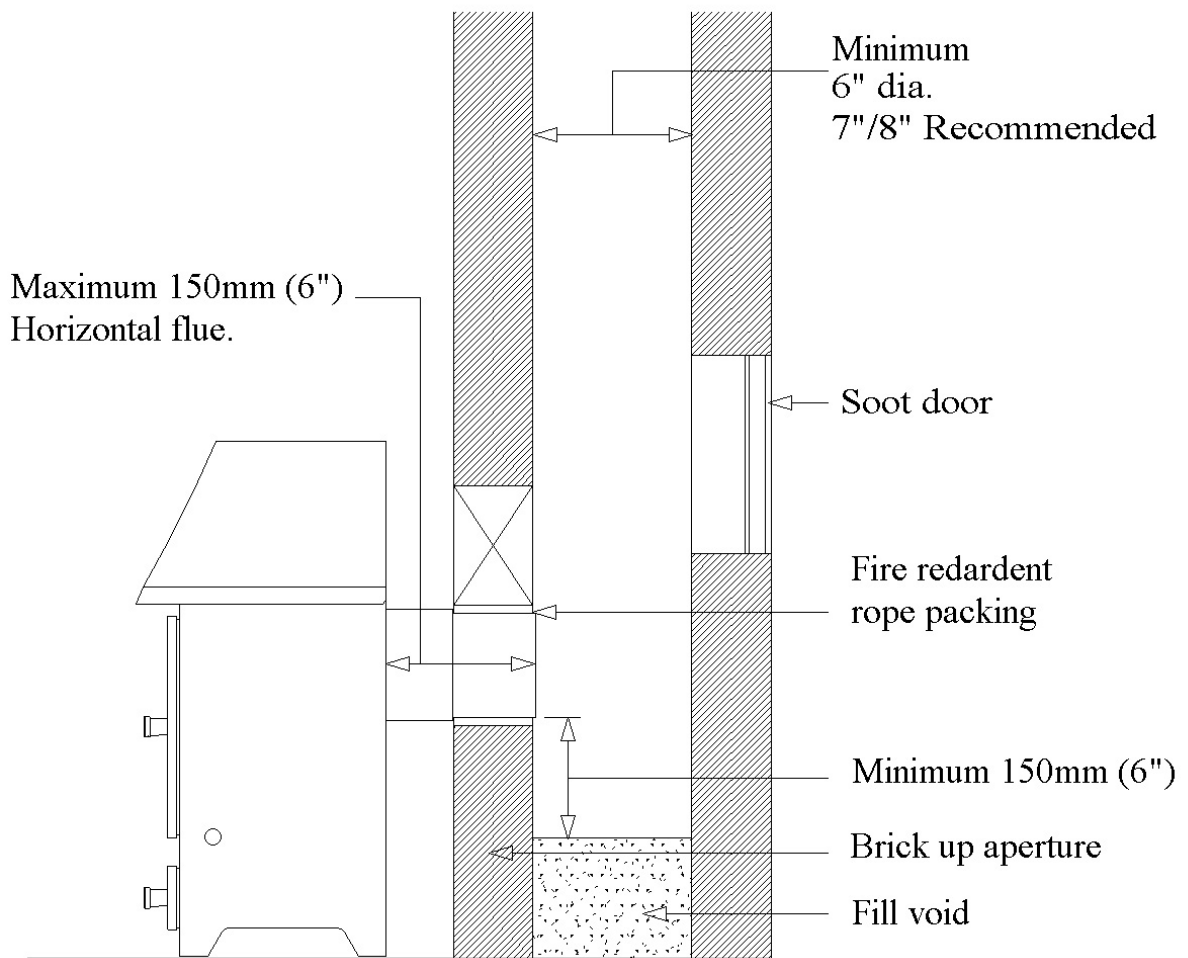 Minimum
6" dia.
7"/8" Recommended
Maximum 150mm (6")
Horizontal flue.
Soot door
Fire redardent
rope packing
Minimum 150mm (6")
Brick up aperture
Fill void